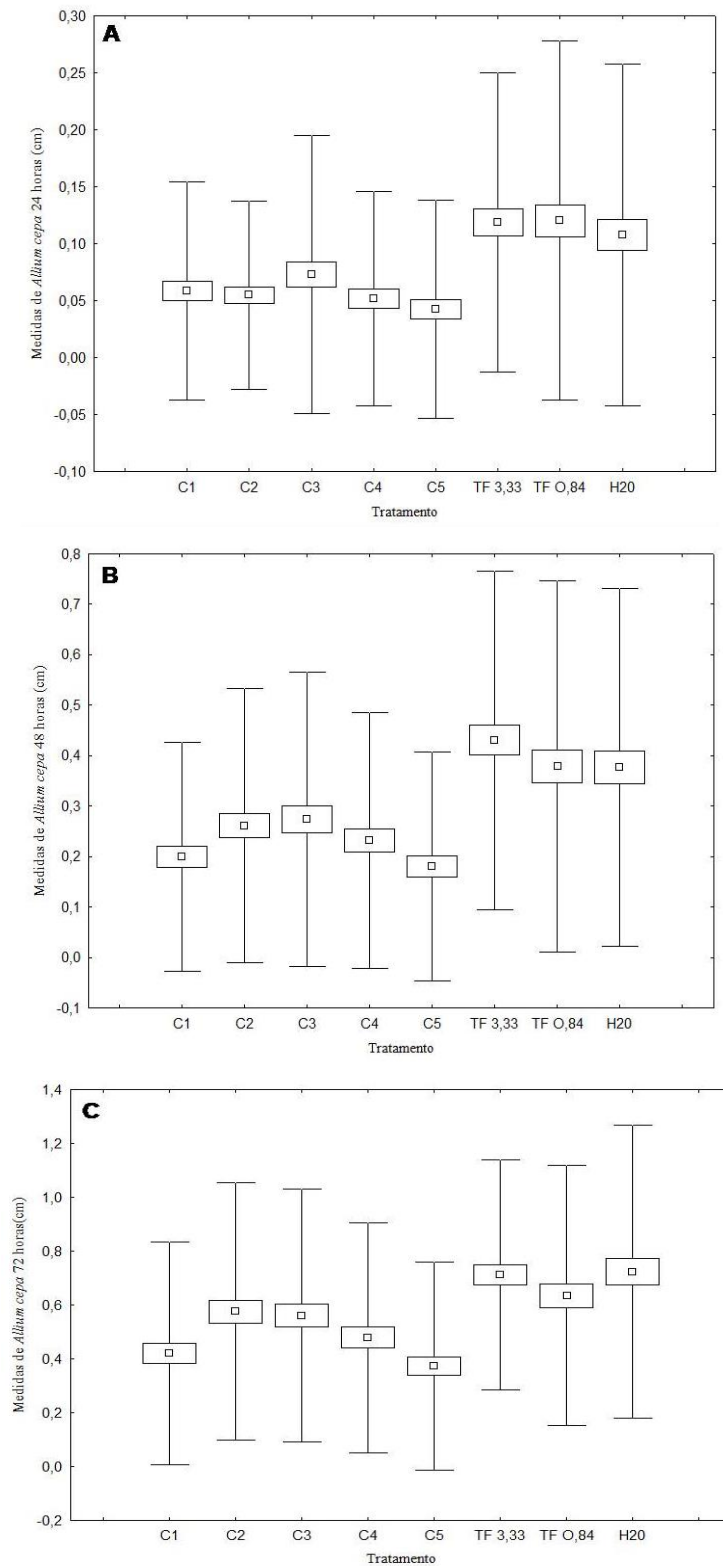 A
Medidas de Allium cepa 24 horas (cm)
0,30
0,25
0,20
0,15
0,10
0,05
0,00
-0,05
-0,10
C1 C2 C3 C4 C5 TF 3,33 TF O,84 H20
Tratamento
B
Medidas de Allium cepa 48 horas (cm)
0,8
0,7
0,6
0,5
0,4
0,3
0,2
0,1
0,0
-0,1
C1 C2 C3 C4 C5 TF 3,33 TF O,84 H20
Tratamento
C
Medidas de Allium cepa 72 horas(cm)
1,4
1,2
1,0
0,8
0,6
0,4
0,2
0,0
-0,2
C1 C2 C3 C4 C5 TF 3,33 TF O,84 H20
Tratamento